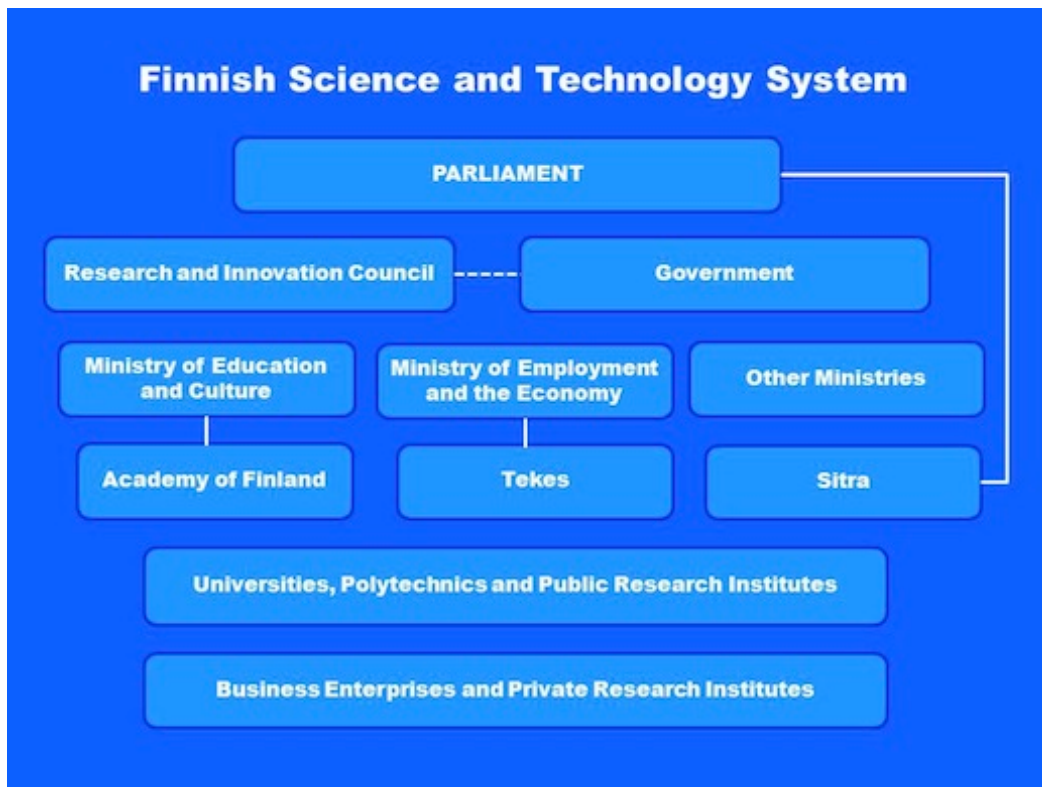 Finnish Science and Technology System
PARLIAMENT
Research and Innovation Council
Government
Ministry of Education
and Culture
Ministry of Employment
and the Economy
Other Ministries
Academy of Finland
Tekes
Sitra
Universities, Polytechnics and Public Research Institutes
Business Enterprises and Private Research Institutes